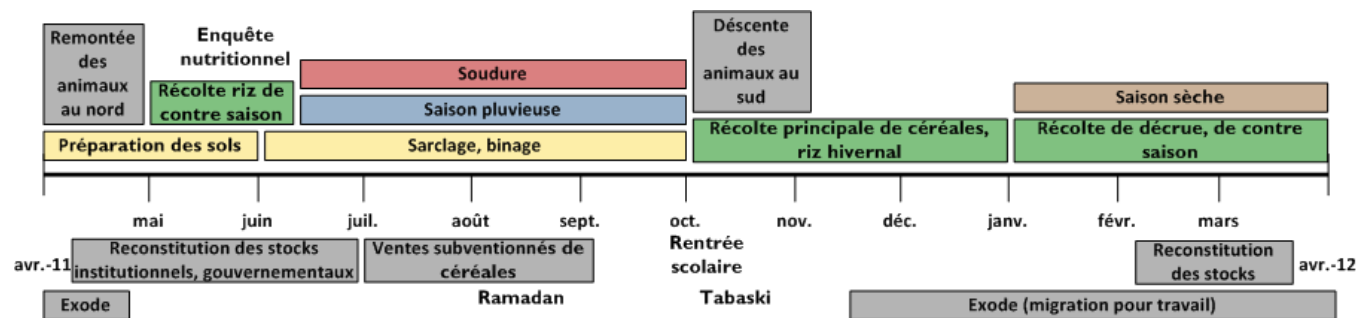 Remontée
des
animaux
au nord
Enquête
nutritionnel
Récolte riz de
contre saison
Soudure
Saison pluvieuse
Déscente
des
animaux au
sud
Saison sèche
Préparation des sols
Sarclage, binage
Récolte principale de céréales,
riz hivernal
Récolte de décrue, de contre
saison
mai
juin
juil.
août
sept.
oct.
nov.
déc.
janv.
févr.
mars
avr.-11
Reconstitution des stocks
institutionnels, gouvernementaux
Ventes subventionnés de
céréales
Rentrée
scolaire
Reconstitution
des stocks
avr.-12
Exode
Ramadan
Tabaski
Exode (migration pour travail)